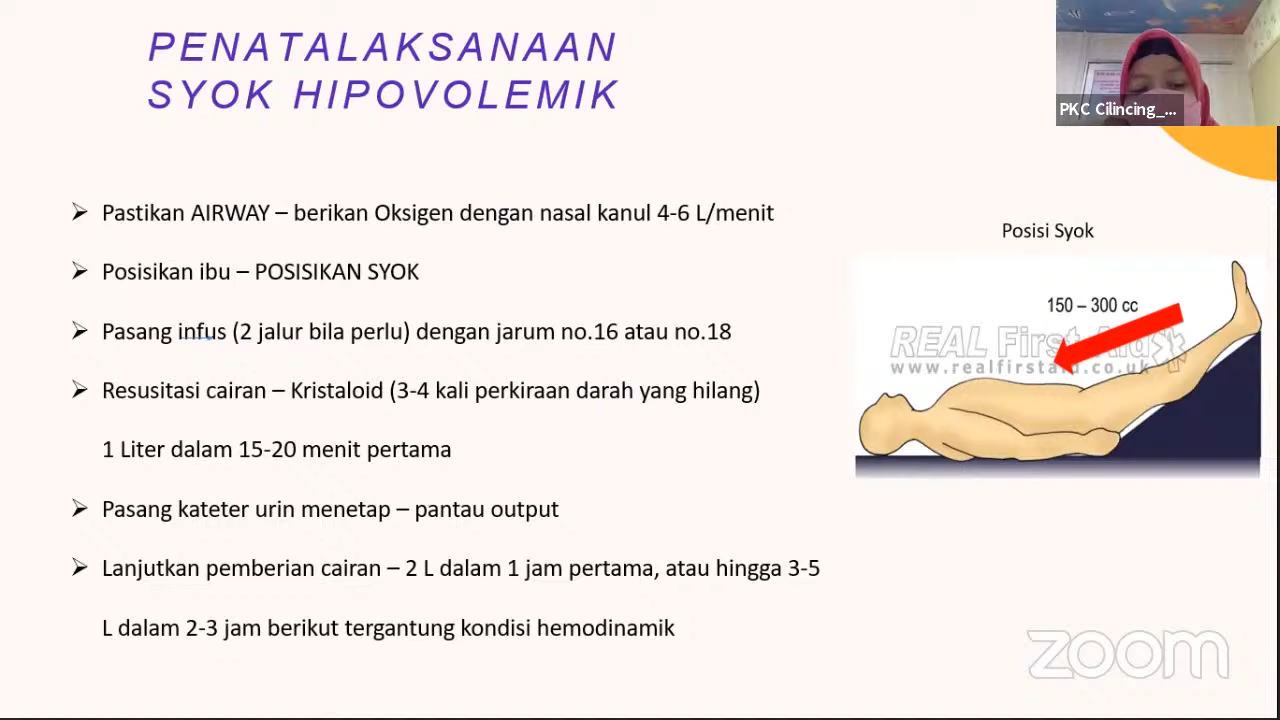 PENATALAKSANAAN
SYOK HIPOVOLEMIK
PKC Cilincing_...
➢ Pastikan AIRWAY – berikan Oksigen dengan nasal kanul 4-6 L/menit
➢ Posisikan ibu – POSISIKAN SYOK
➢ Pasang infus (2 jalur bila perlu) dengan jarum no.16 atau no.18
➢ Resusitasi cairan – Kristaloid (3-4 kali perkiraan darah yang hilang)
1 Liter dalam 15-20 menit pertama
➢ Pasang kateter urin menetap – pantau output
➢ Lanjutkan pemberian cairan – 2 L dalam 1 jam pertama, atau hingga 3-5
L dalam 2-3 jam berikut tergantung kondisi hemodinamik
Posisi Syok
150 – 300 cc
REAL First Aid
www.realfirstaid.co.uk
zoom